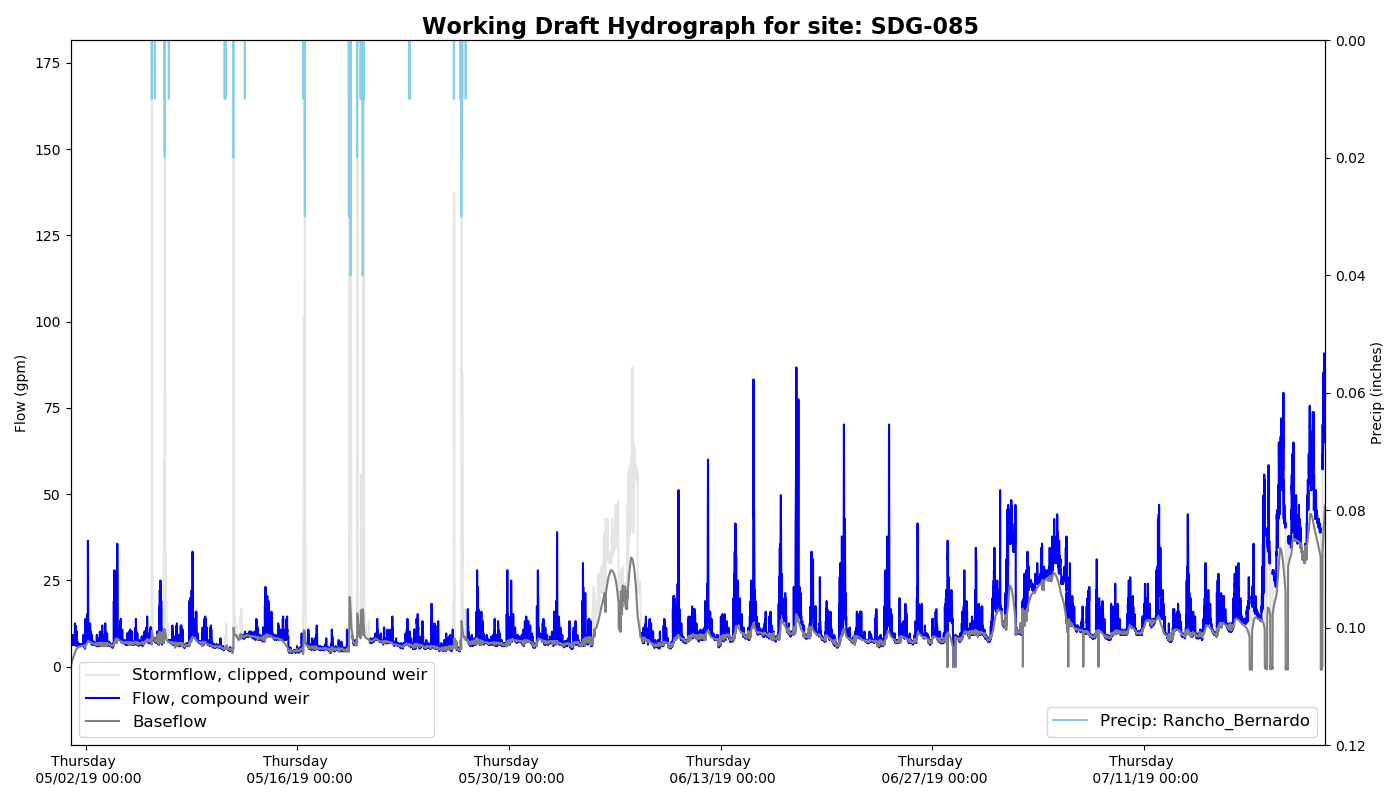 Working Draft Hydrograph for site: SDG-085
175
150
125
100
75
50
25
0
Flow (gpm)
0.00
0.02
0.04
0.06
0.08
0.10
0.12
Precip (inches)
Stormflow, clipped, compound weir
Flow, compound weir
Baseflow
Precip: Rancho_Bernardo
Thursday
05/02/19 00:00
Thursday
05/16/19 00:00
Thursday
05/30/19 00:00
Thursday
06/13/19 00:00
Thursday
06/27/19 00:00
Thursday
07/11/19 00:00